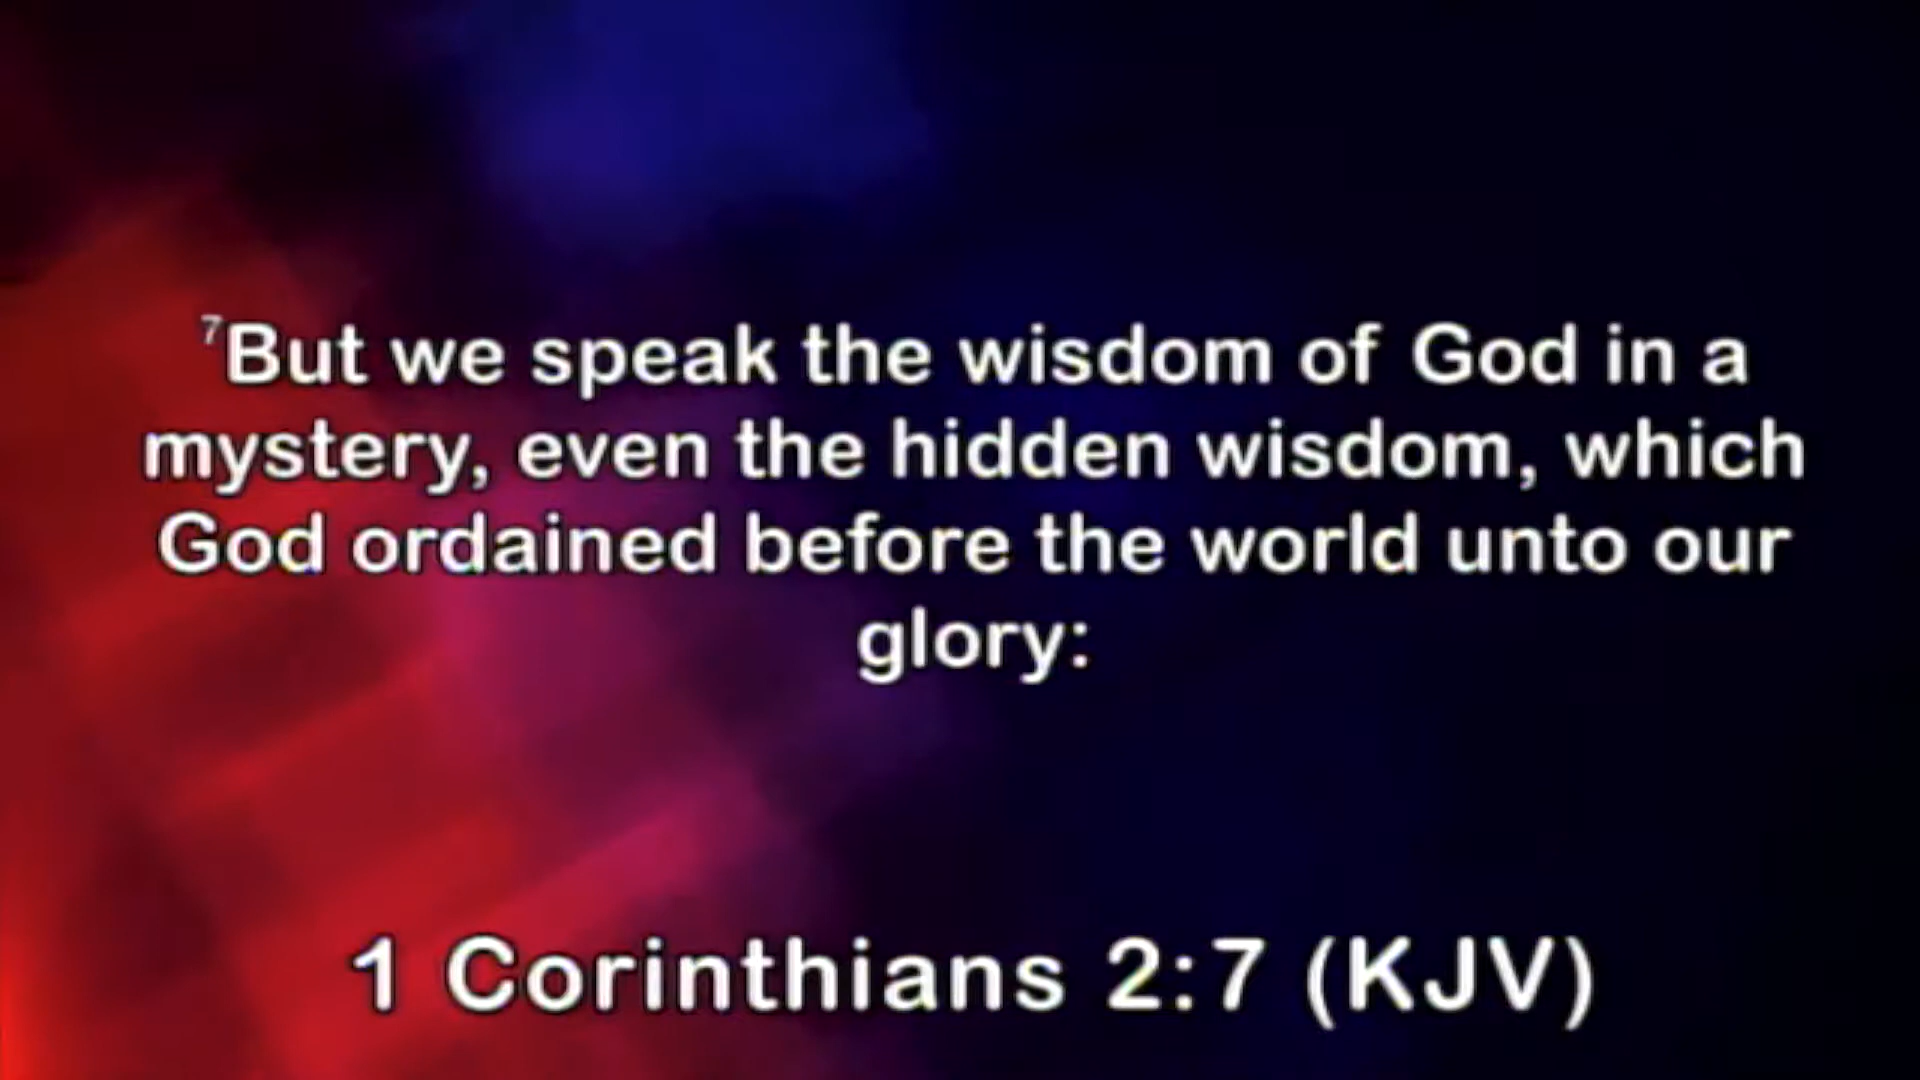 7But we speak the wisdom of God in a
mystery, even the hidden wisdom, which
God ordained before the world unto our
glory:
1 Corinthians 2:7 (KJV)